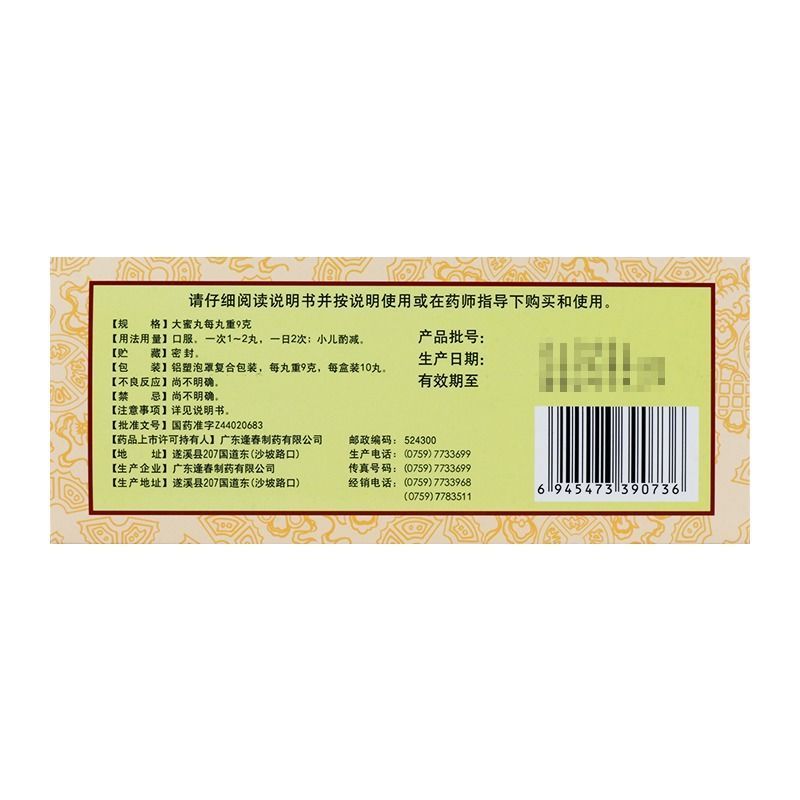 请仔细阅读说明书并按说明使用或在药师指导下购买和使用。
【规 格】大蜜丸每丸重9克
【用法用量】口服。一次1~2丸，一日2次；小儿酌减。
【贮 藏】密封。
【包 装】铝塑泡罩复合包装，每丸重9克，每盒装10丸。
【不良反应】尚不明确。
【禁 忌】尚不明确。
【注意事项】详见说明书。
【批准文号】国药准字Z44020683
【药品上市许可持有人】广东逢春制药有限公司
【地 址】遂溪县207国道东(沙坡路口)
【生产企业】广东逢春制药有限公司
【生产地址】遂溪县207国道东(沙坡路口)
邮政编码：524300
生产电话：(0759)7733699
传真号码：(0759)7733699
经销电话：(0759)7733968
(0759)7783511
产品批号：
生产日期：
有效期至
6 945473 390736